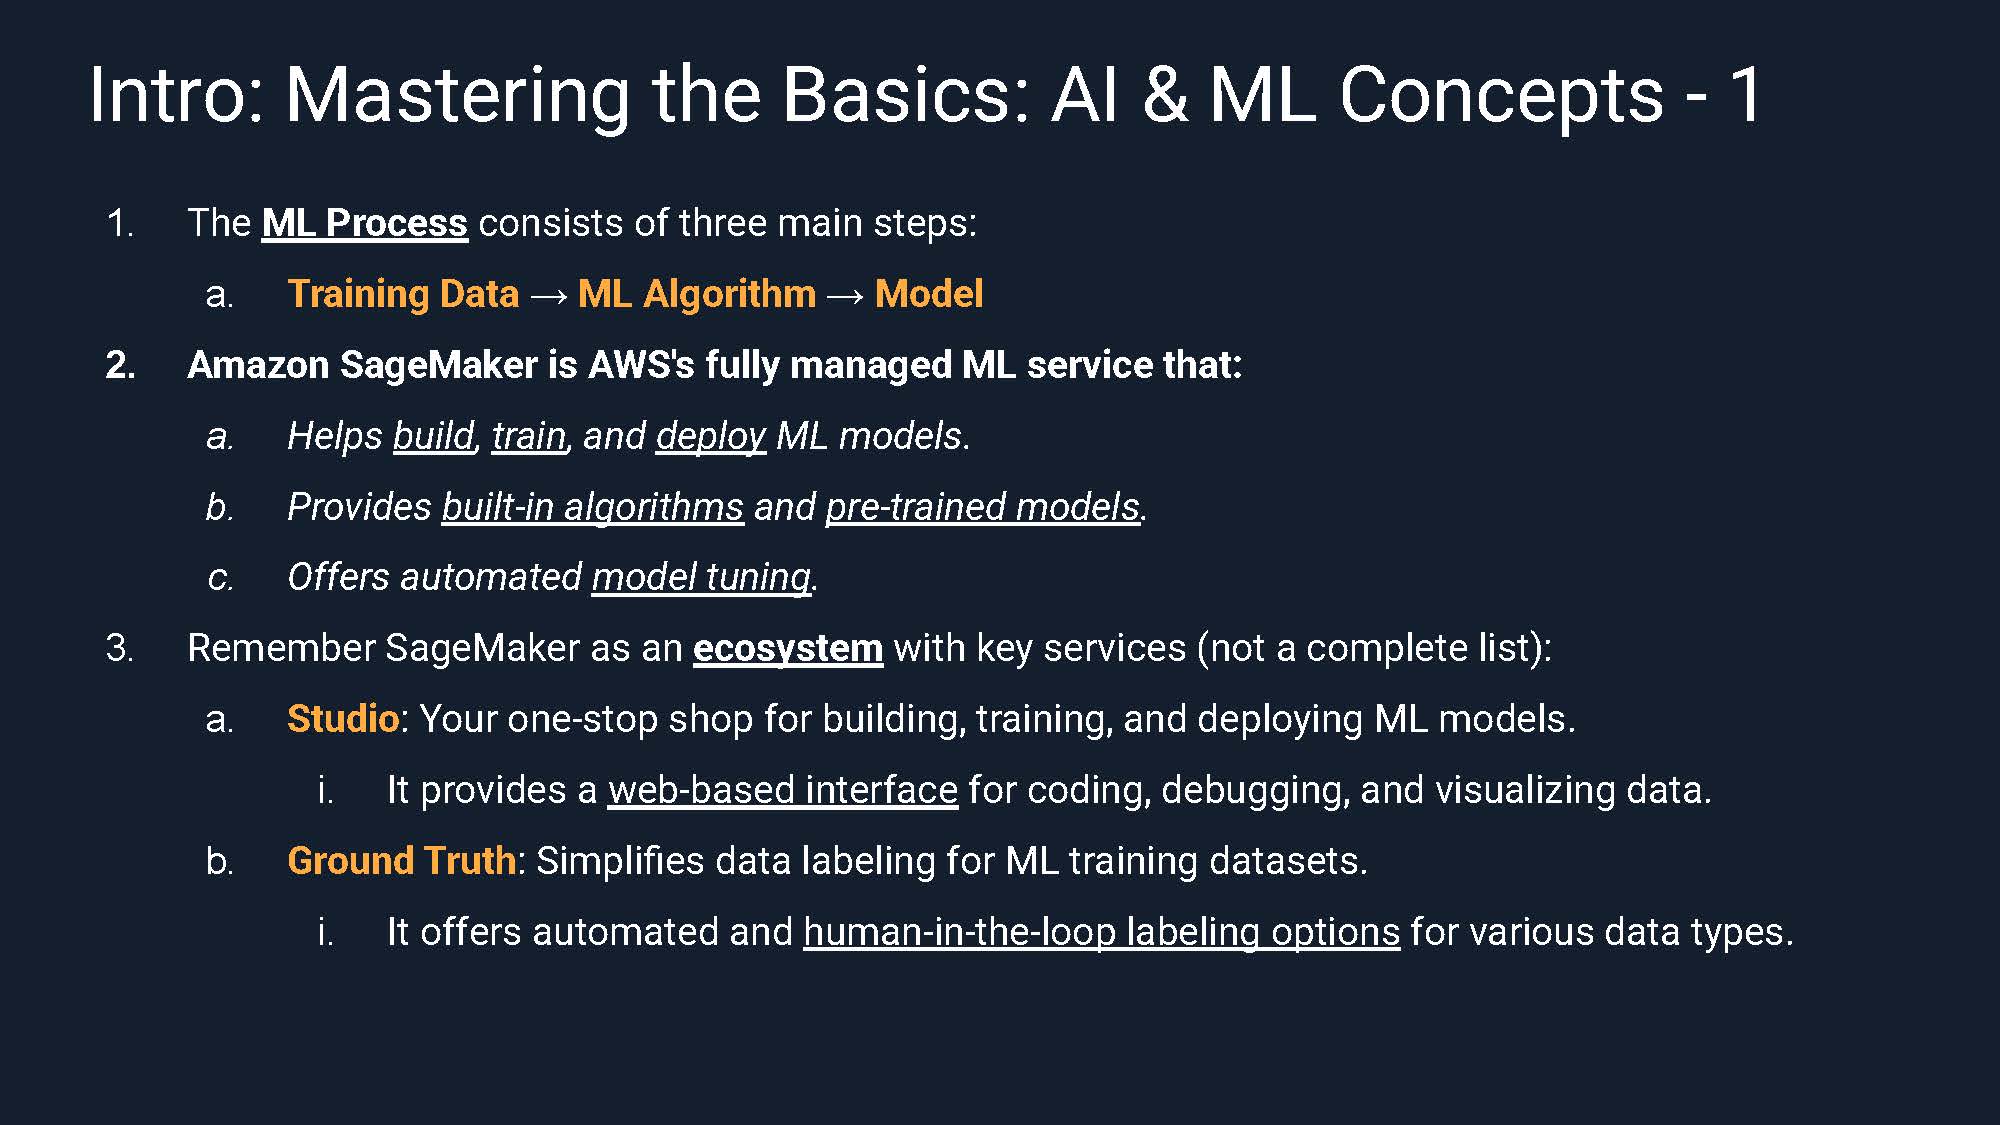 Intro: Mastering the Basics: AI & ML Concepts - 1
1. The ML Process consists of three main steps:
a. Training Data → ML Algorithm → Model
2. Amazon SageMaker is AWS's fully managed ML service that:
a. Helps build, train, and deploy ML models.
b. Provides built-in algorithms and pre-trained models.
c. Offers automated model tuning.
3. Remember SageMaker as an ecosystem with key services (not a complete list):
a. Studio: Your one-stop shop for building, training, and deploying ML models.
i. It provides a web-based interface for coding, debugging, and visualizing data.
b. Ground Truth: Simplifies data labeling for ML training datasets.
i. It offers automated and human-in-the-loop labeling options for various data types.